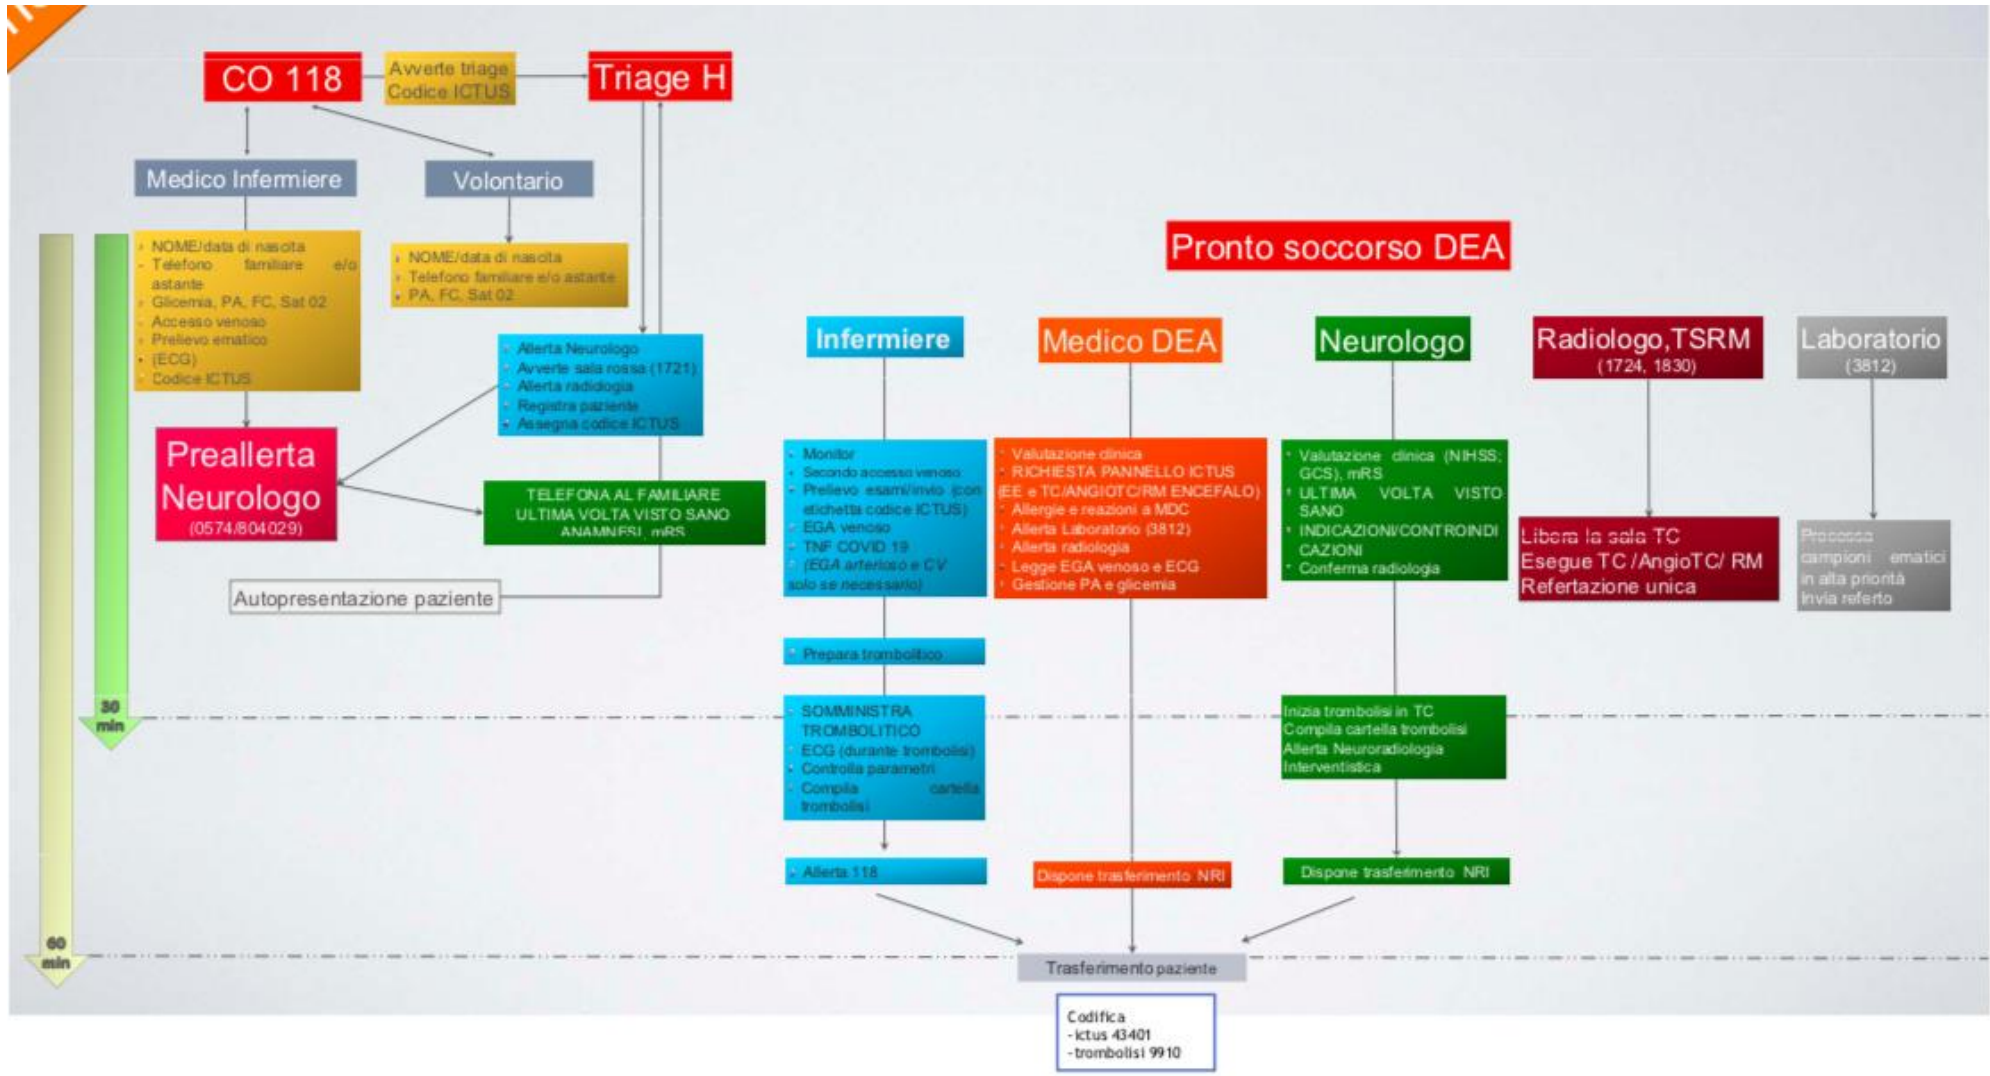 CO 118
Avverte triage
Codice ICTUS
Triage H
Medico Infermiere
Volontario
NOME/data di nascita
Telefono familiare e/o
astante
Glicemia, PA, FC, Sat 02
Accesso venoso
Prelievo ematico
(ECG)
Codice ICTUS
NOME/data di nascita
Telefono familiare e/o astante
PA, FC, Sat 02
Allerta Neurologo
Avverte sala rossa (1721)
Allerta radiologia
Registra paziente
Assegna codice ICTUS
Preallerta
Neurologo
(0574/804029)
TELEFONA AL FAMILIARE
ULTIMA VOLTA VISTO SANO
ANAMNESI, mRS
Autopresentazione paziente
30
min
60
min
Pronto soccorso DEA
Infermiere
Monitor
Secondo accesso venoso
Prelievo esami/invio (con
etichetta codice ICTUS)
EGA venoso
TNF COVID 19
(EGA arterioso e CV
solo se necessario)
Prepara trombolitico
SOMMINISTRA
TROMBOLITICO
ECG (durante trombolisi)
Controlla parametri
Compila cartella
trombolisi
Allerta 118
Medico DEA
Valutazione clinica
RICHIESTA PANNELLO ICTUS
(EE e TC/ANGIOTC/RM ENCEFALO)
Allergie e reazioni a MDC
Allerta Laboratorio (3812)
Allerta radiologia
Legge EGA venoso e ECG
Gestione PA e glicemia
Dispone trasferimento NRI
Neurologo
Valutazione clinica (NIHSS;
GCS), mRS
ULTIMA VOLTA VISTO
SANO
INDICAZIONI/CONTROINDI
CAZIONI
Conferma radiologia
Inizia trombolisi in TC
Compila cartella trombolisi
Allerta Neuroradiologia
Interventistica
Dispone trasferimento NRI
Radiologo,TSRM
(1724, 1830)
Libera la sala TC
Esegue TC /AngioTC/ RM
Refertazione unica
Laboratorio
(3812)
Processa
campioni ematici
in alta priorità
Invia referto
Trasferimento paziente
Codifica
-ictus 43401
-trombolisi 9910